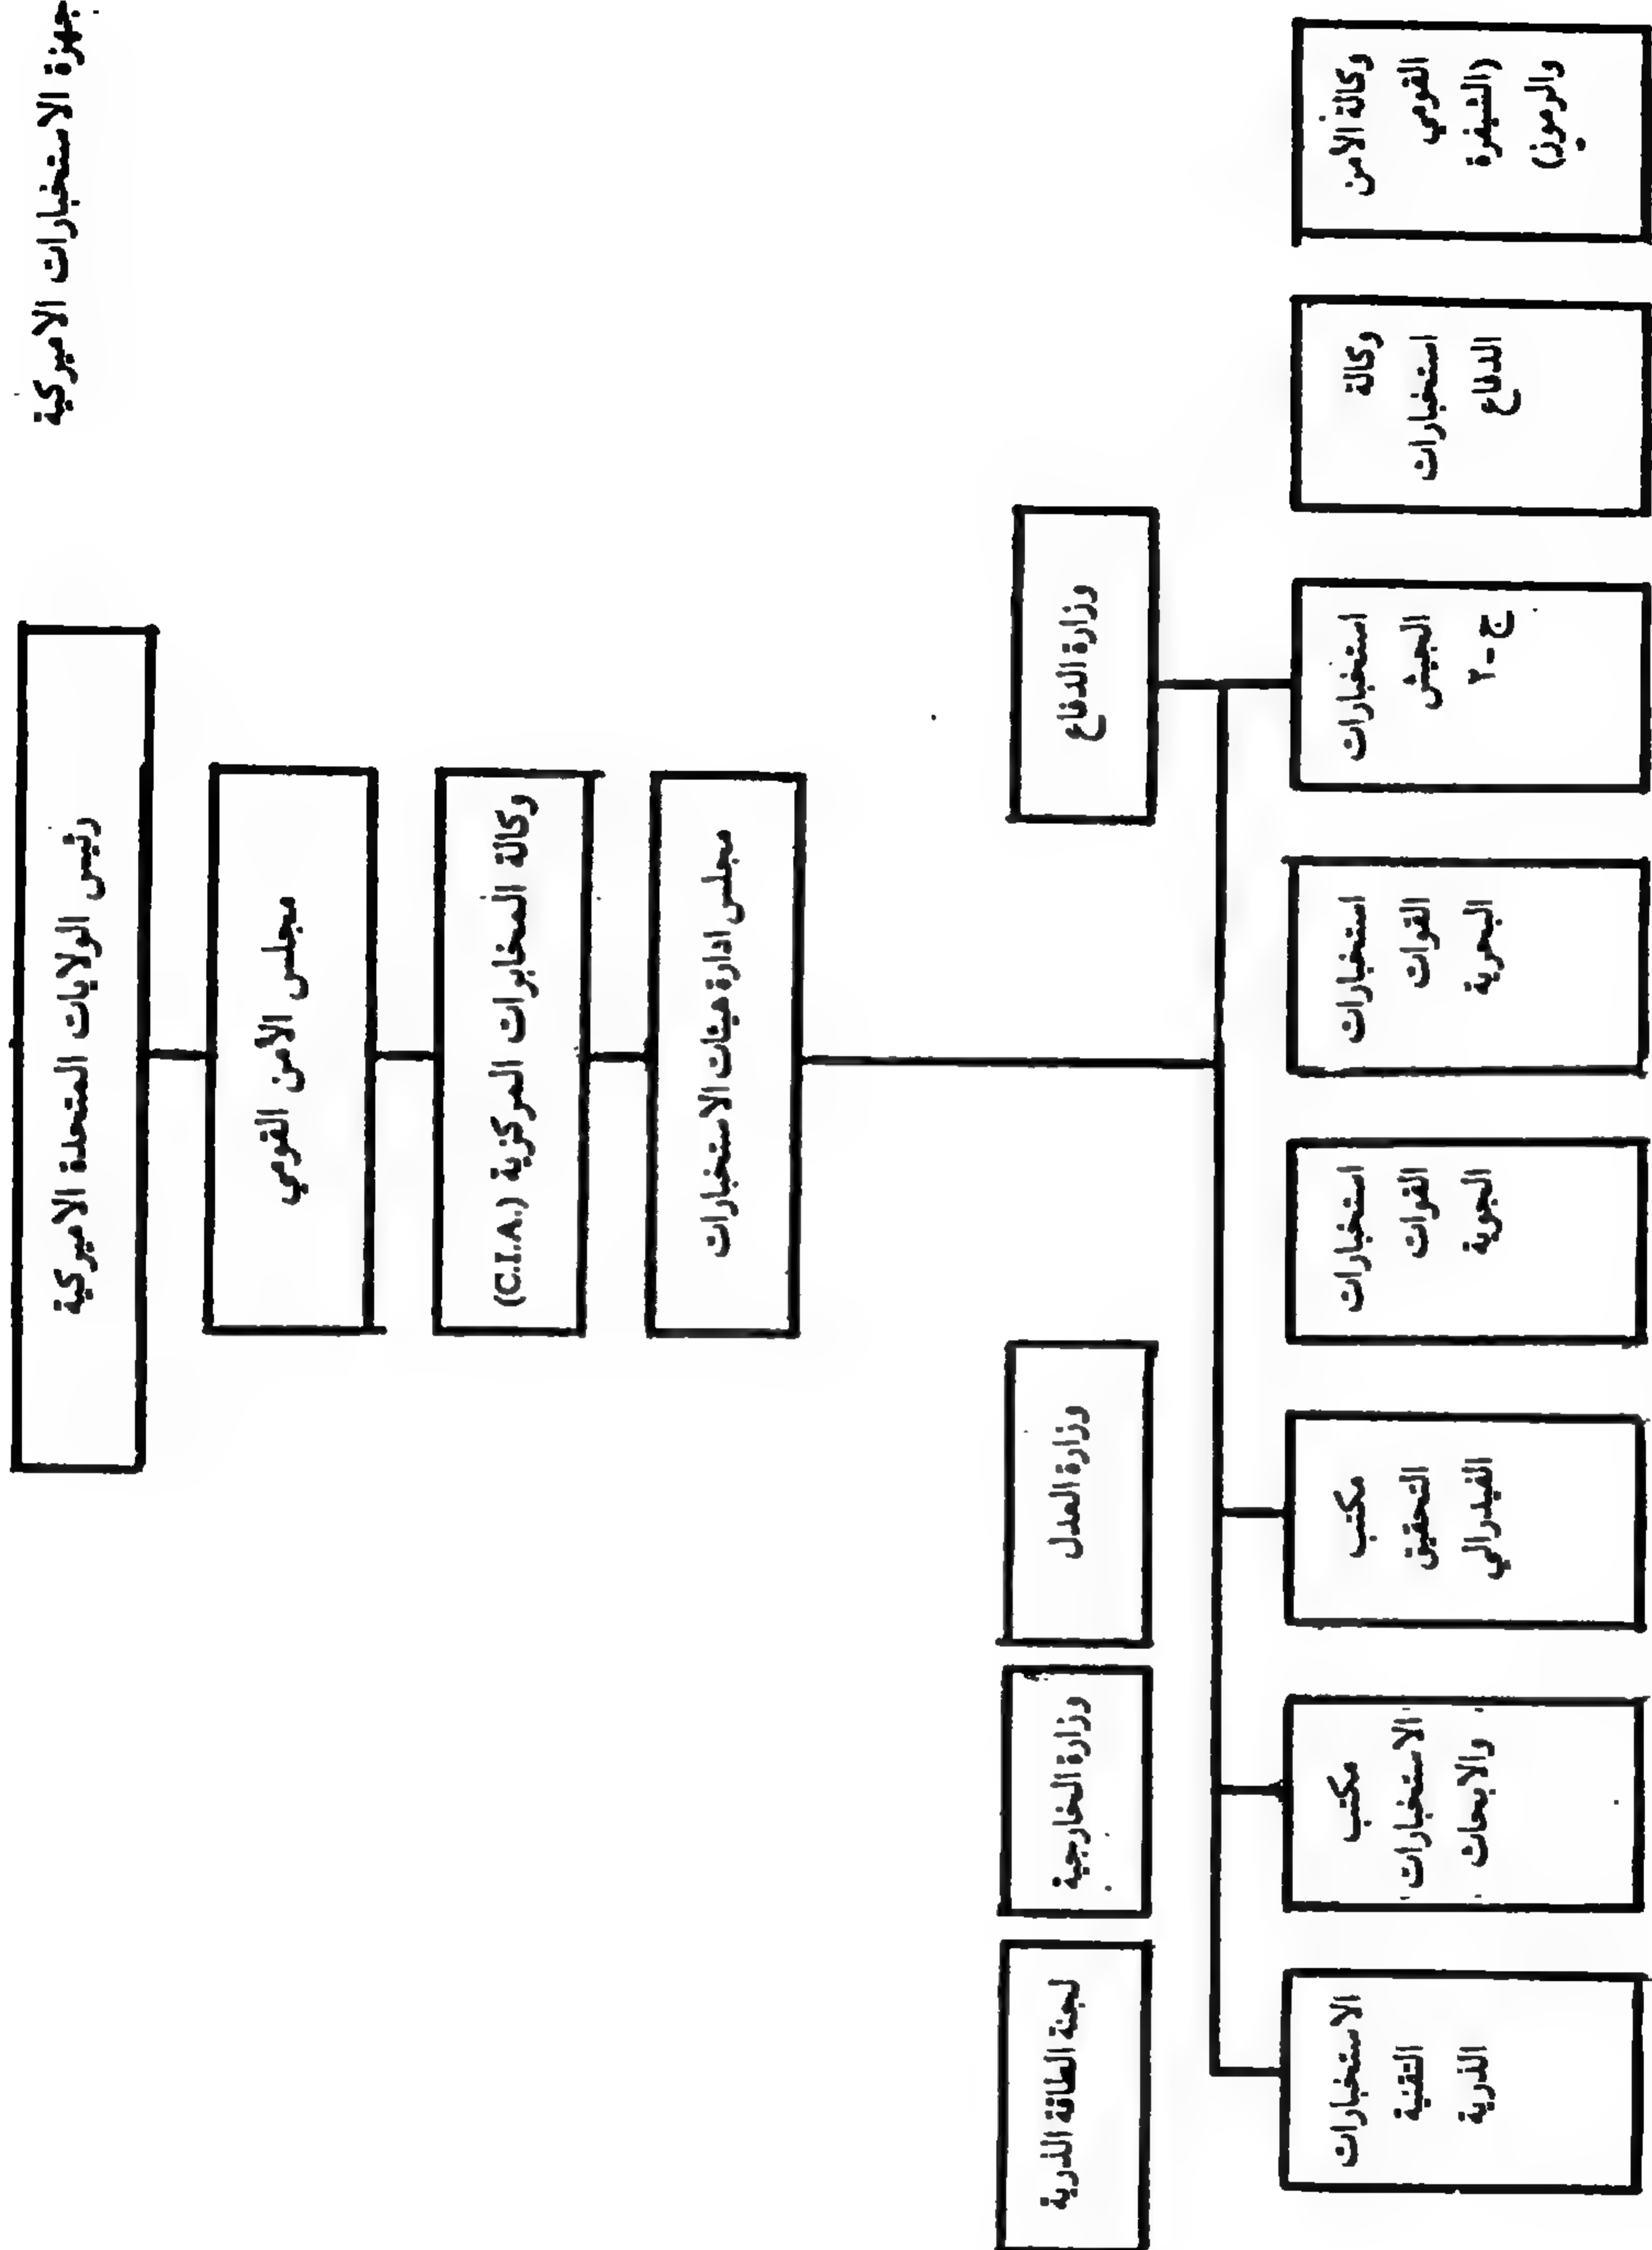 جهزة الاستخبارات الاميركية
رئيس الولايات المتحدة الاميركية
مجلس الأمن القومي
وكالة المخابرات المركزية (C.I.A.)
مجلس ادارة هيئات الاستخبارات
وزارة الدفاع
وزارة العدل
وزارة الخارجية
لجنة الطاقة الذرية
وكالة الأمن
القومي
(الشيفرة
والرموز)
وكالة
استخبارات
الدفاع
استخبارات
الجيش
ج-٢
استخبارات
القوات
البحرية
استخبارات
القوات
الجوية
مكتب
التحقيق
الفيدرالي
مكتب
الاستخبارات
والابحاث
الاستخبارات
التقنية
الذرية